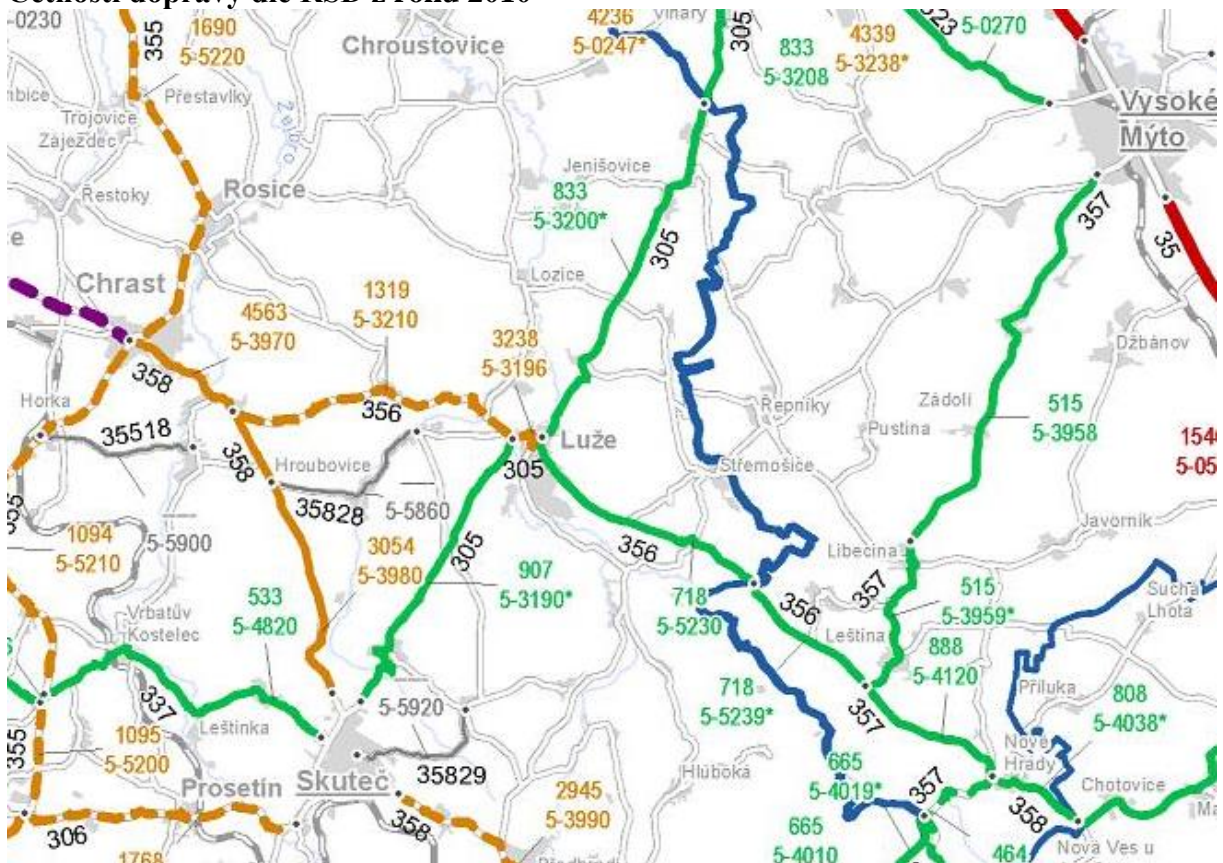 Četnosti dopravy dle ŘSD z roku 2010
-0230
355
1690
5-5220
Chroustovice
4236
5-0247*
Vinary
305
833
5-3208
4339
5-3238*
323
5-0270
Vysoké
Mýto
Přestavlky
Trojovice
Zájezdec
Řestoky
Rosice
Jenišovice
833
5-3200*
305
357
35
Chrast
Lozice
4563
5-3970
1319
5-3210
3238
5-3196
Džbánov
358
Horka
356
Řepníky
Zádolí
515
5-3958
35518
358
Hroubovice
305
Luže
Pustina
Střemošice
355
35828
5-5860
5-5900
1094
5-5210
305
356
Javorník
3054
5-3980
907
5-3190*
Libecina
357
515
5-3959*
Suchá
Lhota
533
5-4820
718
5-5230
356
Vrbatův
Kostelec
Leština
888
5-4120
337
5-5920
718
5-5239*
Příluka
808
5-4038*
Leštinka
357
355
1095
5-5200
35829
Hluboká
Nové
Hrady
Prosetín
Skuteč
2945
5-3990
665
5-4019*
357
Chotovice
306
358
358
665
5-4010
464
Nová Ves u
1768